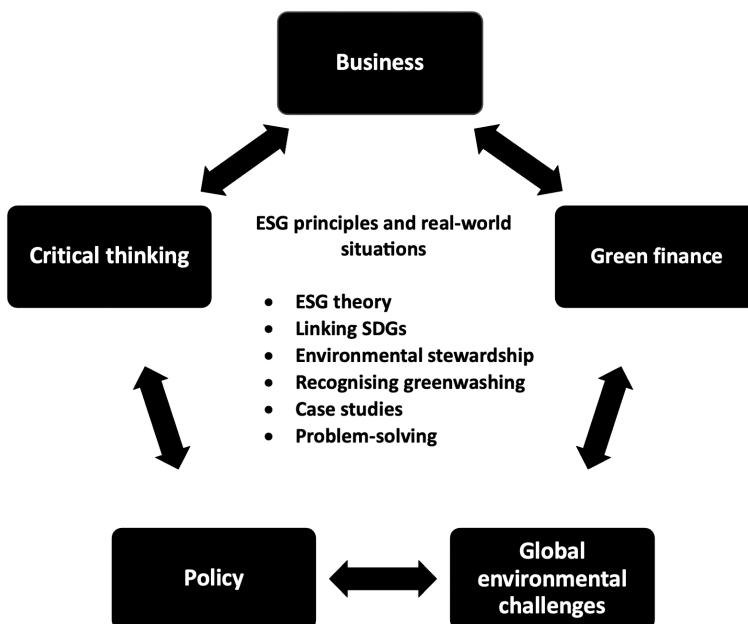 Business
Critical thinking
Green finance
ESG principles and real-world
situations
• ESG theory
• Linking SDGs
• Environmental stewardship
• Recognising greenwashing
• Case studies
• Problem-solving
Policy
Global
environmental
challenges